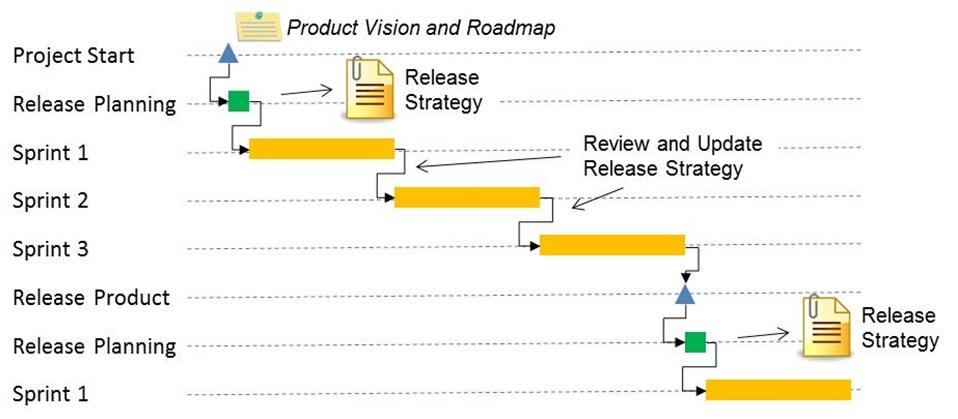 Product Vision and Roadmap
Project Start
Release Planning
Release
Strategy
Sprint 1
Review and Update
Release Strategy
Sprint 2
Sprint 3
Release Product
Release Planning
Release
Strategy
Sprint 1